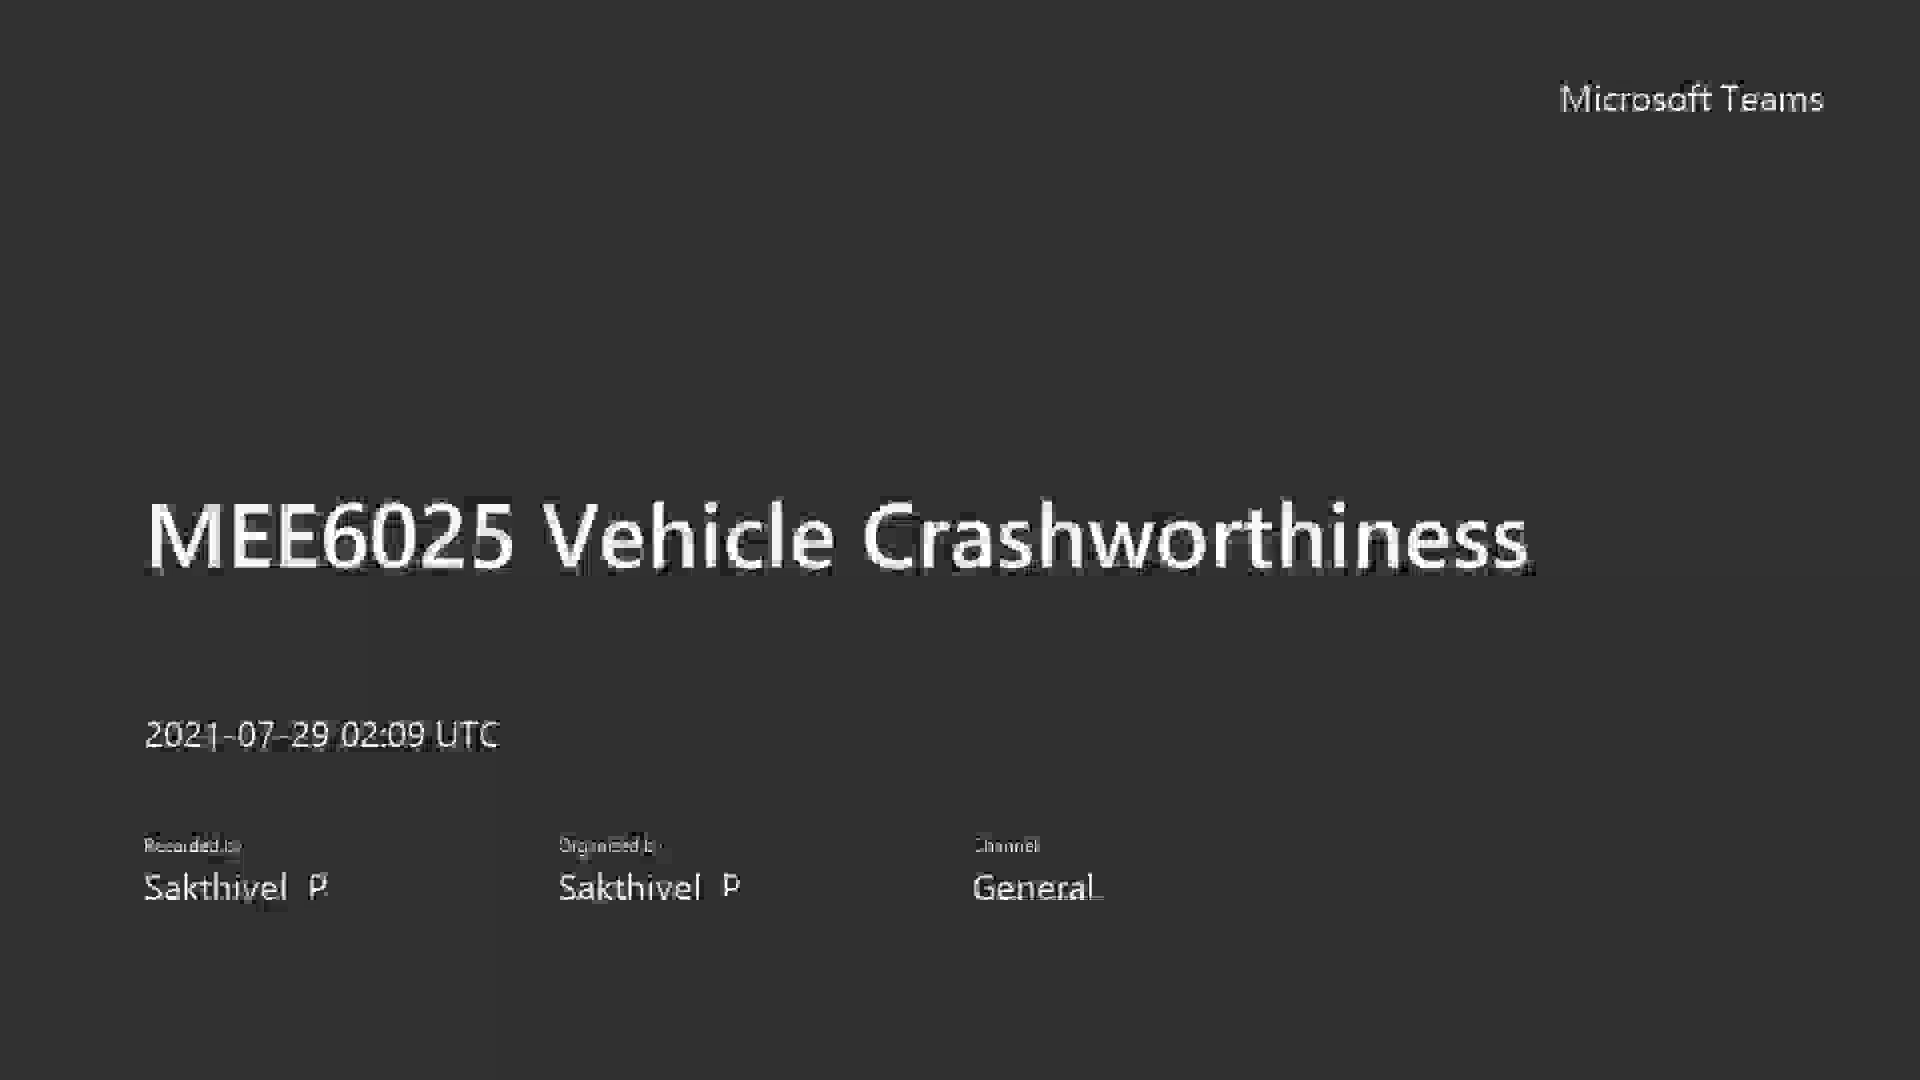 Microsoft Teams
MEE6025 Vehicle Crashworthiness
2021-07-29 02:09 UTC
Recorded by
Organized by
Channel
Sakthivel P
Sakthivel P
General